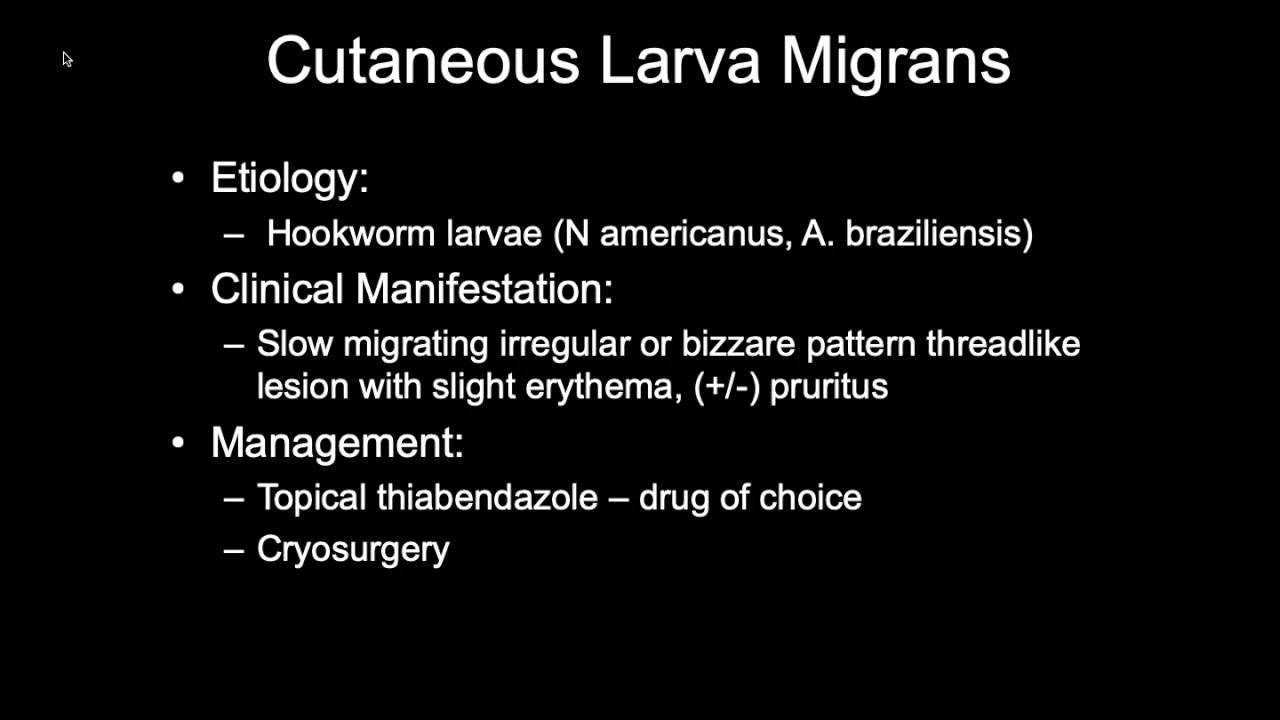 Cutaneous Larva Migrans
• Etiology:
– Hookworm larvae (N americanus, A. braziliensis)
• Clinical Manifestation:
– Slow migrating irregular or bizzare pattern threadlike
lesion with slight erythema, (+/-) pruritus
• Management:
– Topical thiabendazole – drug of choice
– Cryosurgery